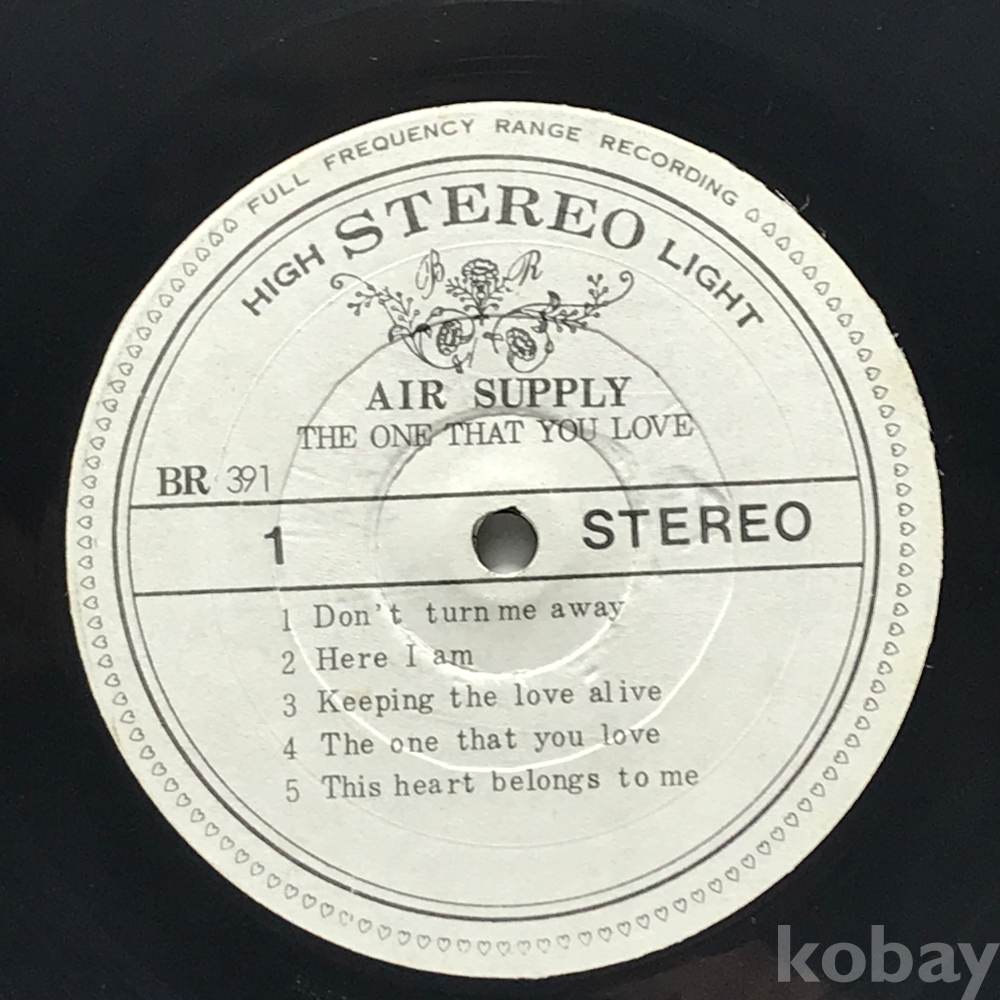 FULL FREQUENCY RANGE RECORDING
HIGH STEREO LIGHT
B R
AIR SUPPLY
THE ONE THAT YOU LOVE
BR 391
1 STEREO
1 Don't turn me away
2 Here I am
3 Keeping the love alive
4 The one that you love
5 This heart belongs to me
kobay